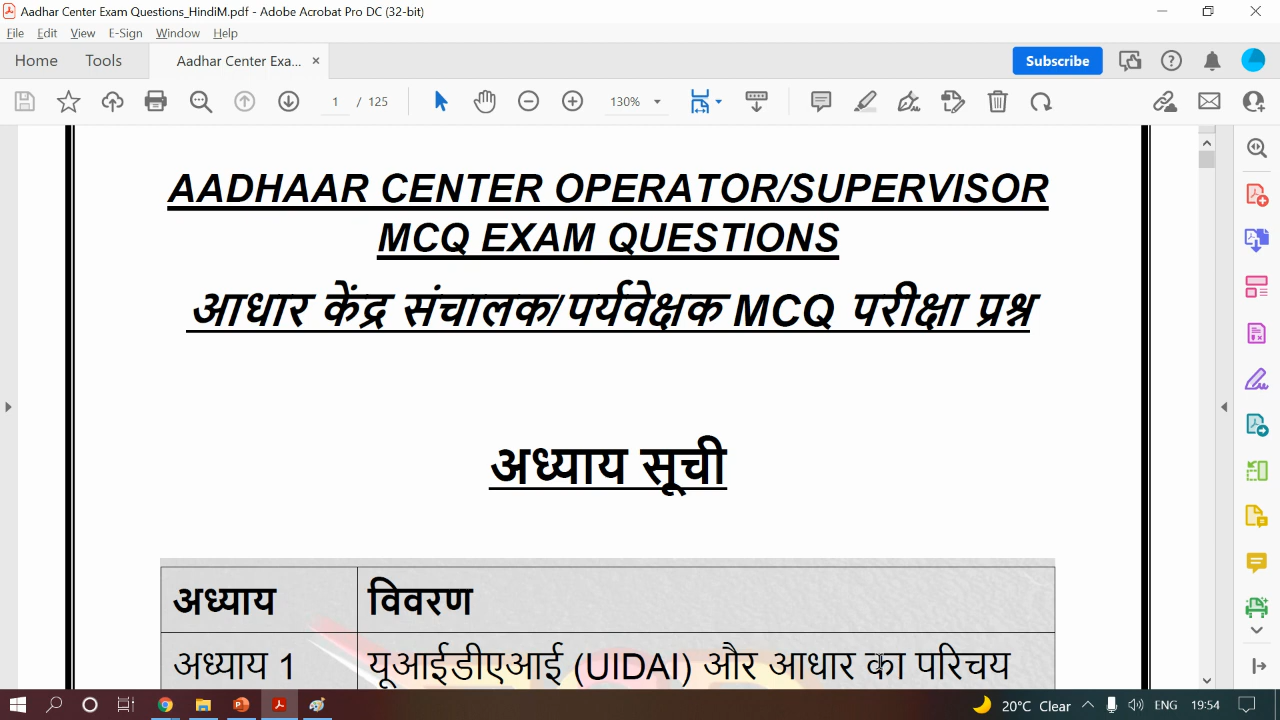 Aadhar Center Exam Questions_HindiM.pdf - Adobe Acrobat Pro DC (32-bit)
File Edit View E-Sign Window Help
Home Tools Aadhar Center Exa... × Subscribe
1 / 125 130%
AADHAAR CENTER OPERATOR/SUPERVISOR
MCQ EXAM QUESTIONS
आधार केंद्र संचालक/पर्यवेक्षक MCQ परीक्षा प्रश्न
अध्याय सूची
अध्याय विवरण
अध्याय 1 यूआईडीएआई (UIDAI) और आधार का परिचय
20°C Clear ENG 19:54